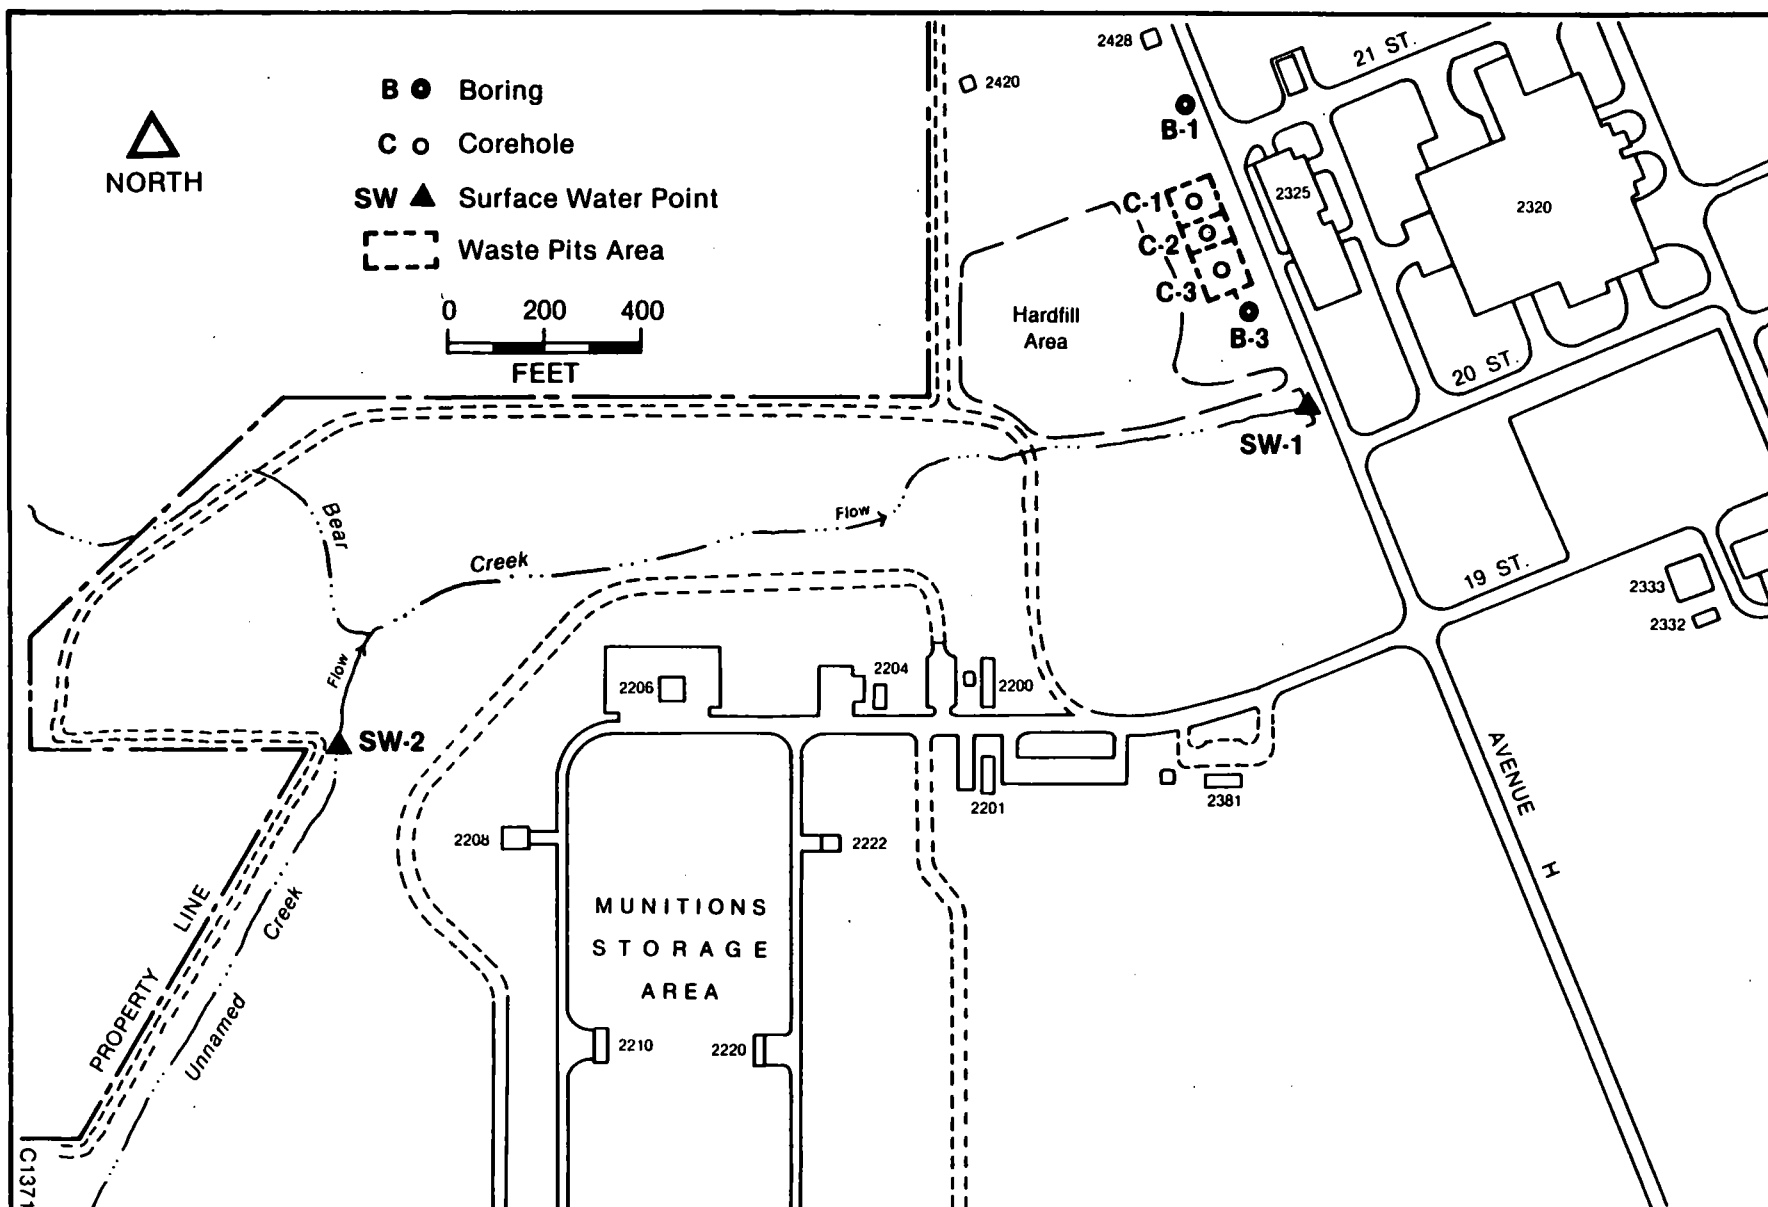 B Boring
C Corehole
SW Surface Water Point
Waste Pits Area
NORTH
0 200 400
FEET
2428
2420
21 ST.
B-1
2325
2320
C-1
C-2
C-3
B-3
Hardfill
Area
20 ST.
SW-1
Bear
Creek
Flow
19 ST.
2333
2332
Flow
SW-2
2206
2204
2200
2201
2381
AVENUE H
2208
2222
MUNITIONS
STORAGE
AREA
2210
2220
PROPERTY LINE
Unnamed Creek
C1371